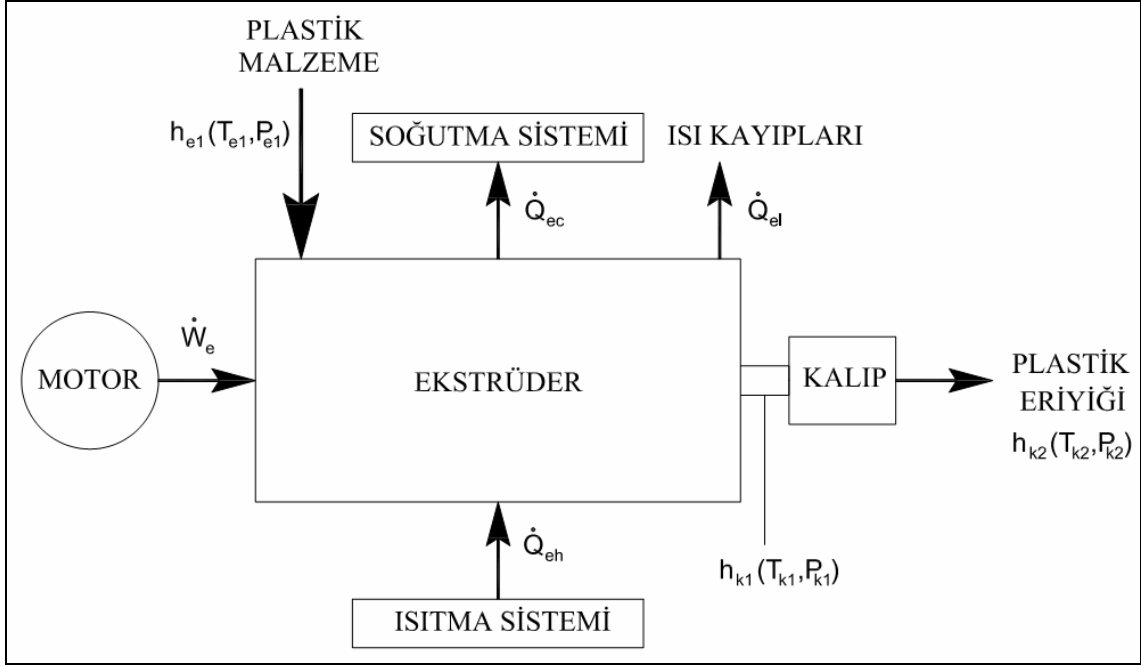 PLASTİK
MALZEME
h_e1(T_e1,P_e1)
SOĞUTMA SİSTEMİ
ISI KAYIPLARI
Q̇_ec
Q̇_el
Ẇ_e
MOTOR
EKSTRÜDER
KALIP
PLASTİK
ERİYİĞİ
h_k2(T_k2,P_k2)
Q̇_eh
h_k1(T_k1,P_k1)
ISITMA SİSTEMİ